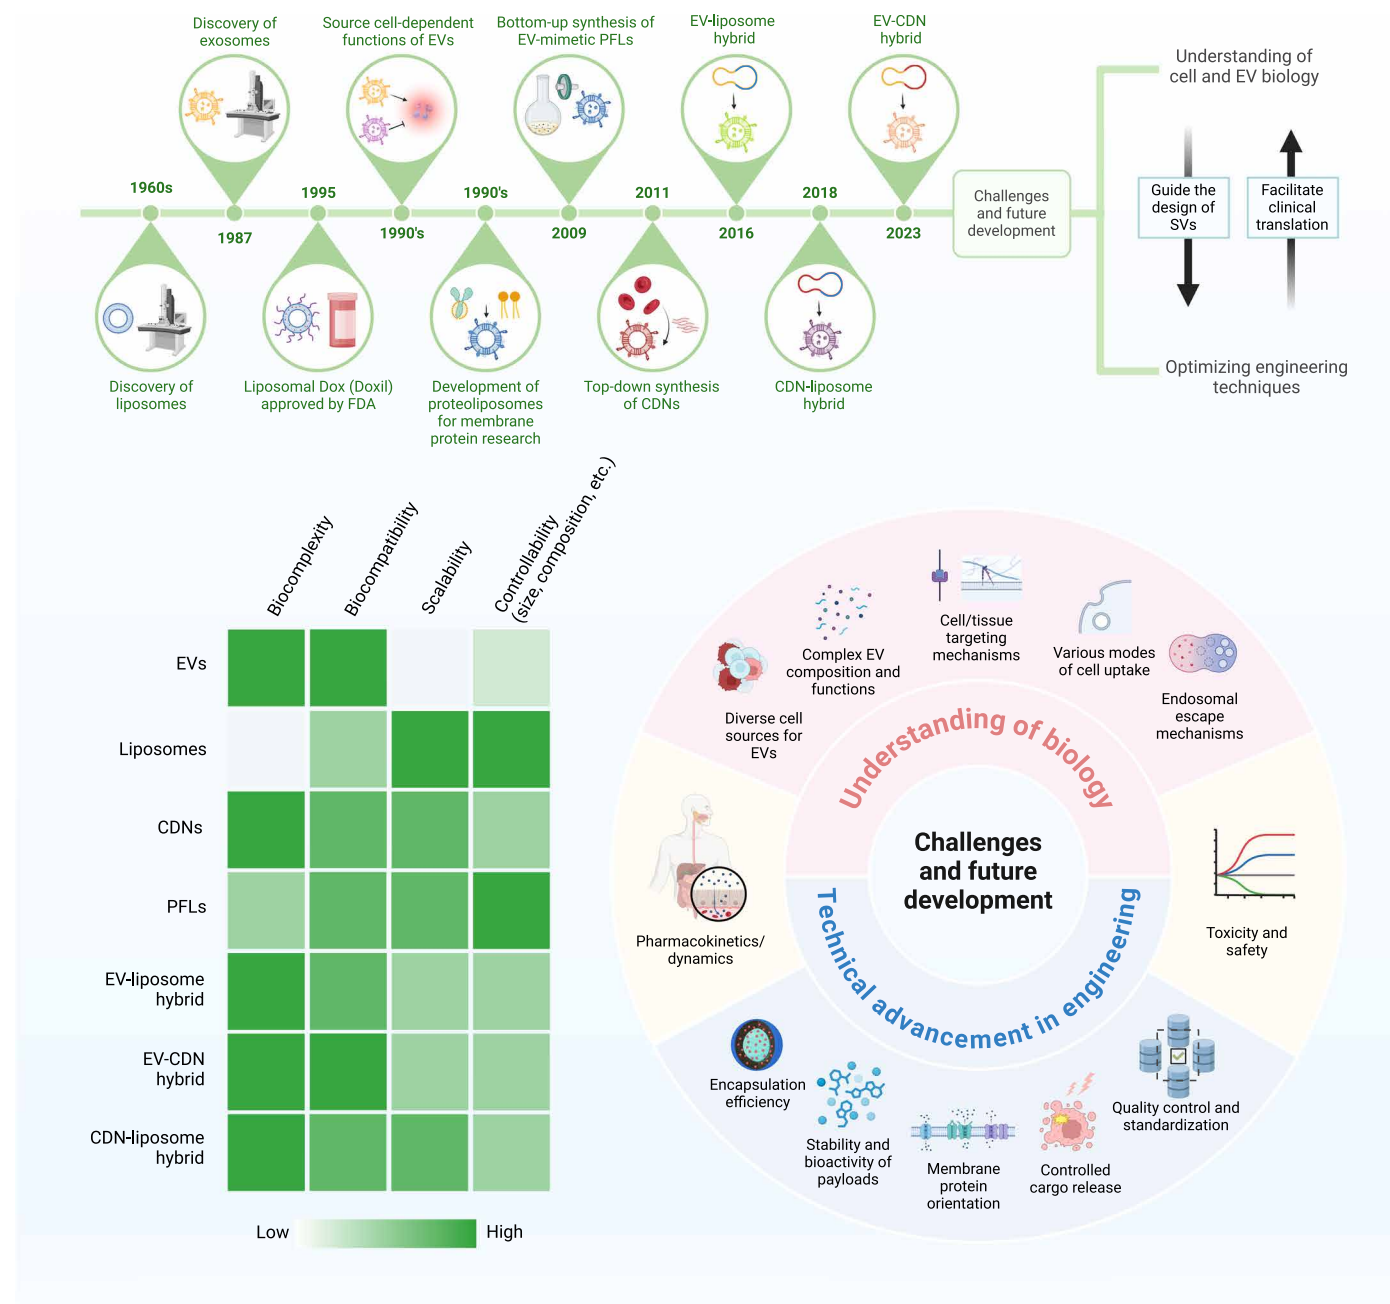 Discovery of
exosomes
Source cell-dependent
functions of EVs
Bottom-up synthesis of
EV-mimetic PFLs
EV-liposome
hybrid
EV-CDN
hybrid
1960s
1987
1995
1990's
1990's
2009
2011
2016
2018
2023
Discovery of
liposomes
Liposomal Dox (Doxil)
approved by FDA
Development of
proteoliposomes
for membrane
protein research
Top-down synthesis
of CDNs
CDN-liposome
hybrid
Challenges
and future
development
Understanding of
cell and EV biology
Guide the
design of
SVs
Facilitate
clinical
translation
Optimizing engineering
techniques
Biocomplexity
Biocompatibility
Scalability
Controllability
(size, composition, etc.)
EVs
Liposomes
CDNs
PFLs
EV-liposome
hybrid
EV-CDN
hybrid
CDN-liposome
hybrid
Low
High
Diverse cell
sources for
EVs
Complex EV
composition and
functions
Cell/tissue
targeting
mechanisms
Various modes
of cell uptake
Endosomal
escape
mechanisms
Understanding of biology
Challenges
and future
development
Technical advancement in engineering
Pharmacokinetics/
dynamics
Toxicity and
safety
Encapsulation
efficiency
Stability and
bioactivity of
payloads
Membrane
protein
orientation
Controlled
cargo release
Quality control and
standardization